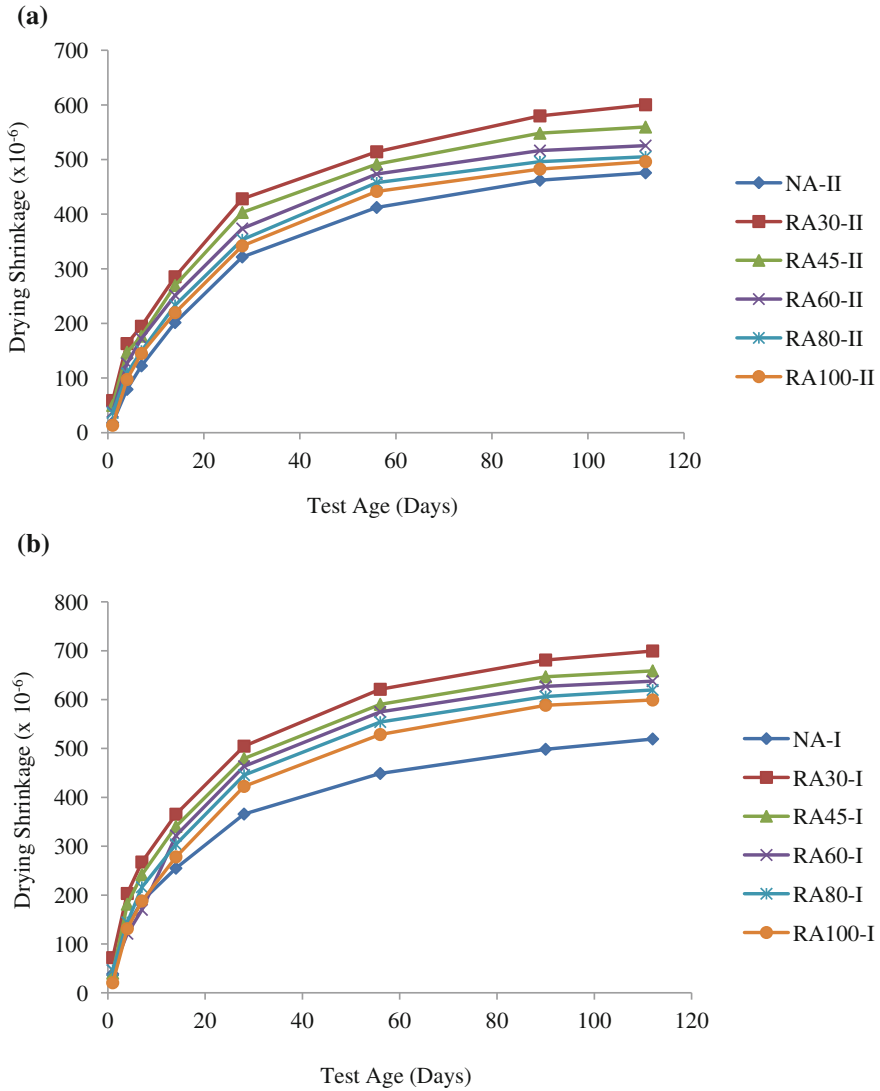 (a)
700
600
500
400
300
200
100
0
Drying Shrinkage (x10-6)
0 20 40 60 80 100 120
Test Age (Days)
NA-II
RA30-II
RA45-II
RA60-II
RA80-II
RA100-II
(b)
800
700
600
500
400
300
200
100
0
Drying Shrinkage (x 10-6)
0 20 40 60 80 100 120
Test Age (Days)
NA-I
RA30-I
RA45-I
RA60-I
RA80-I
RA100-I